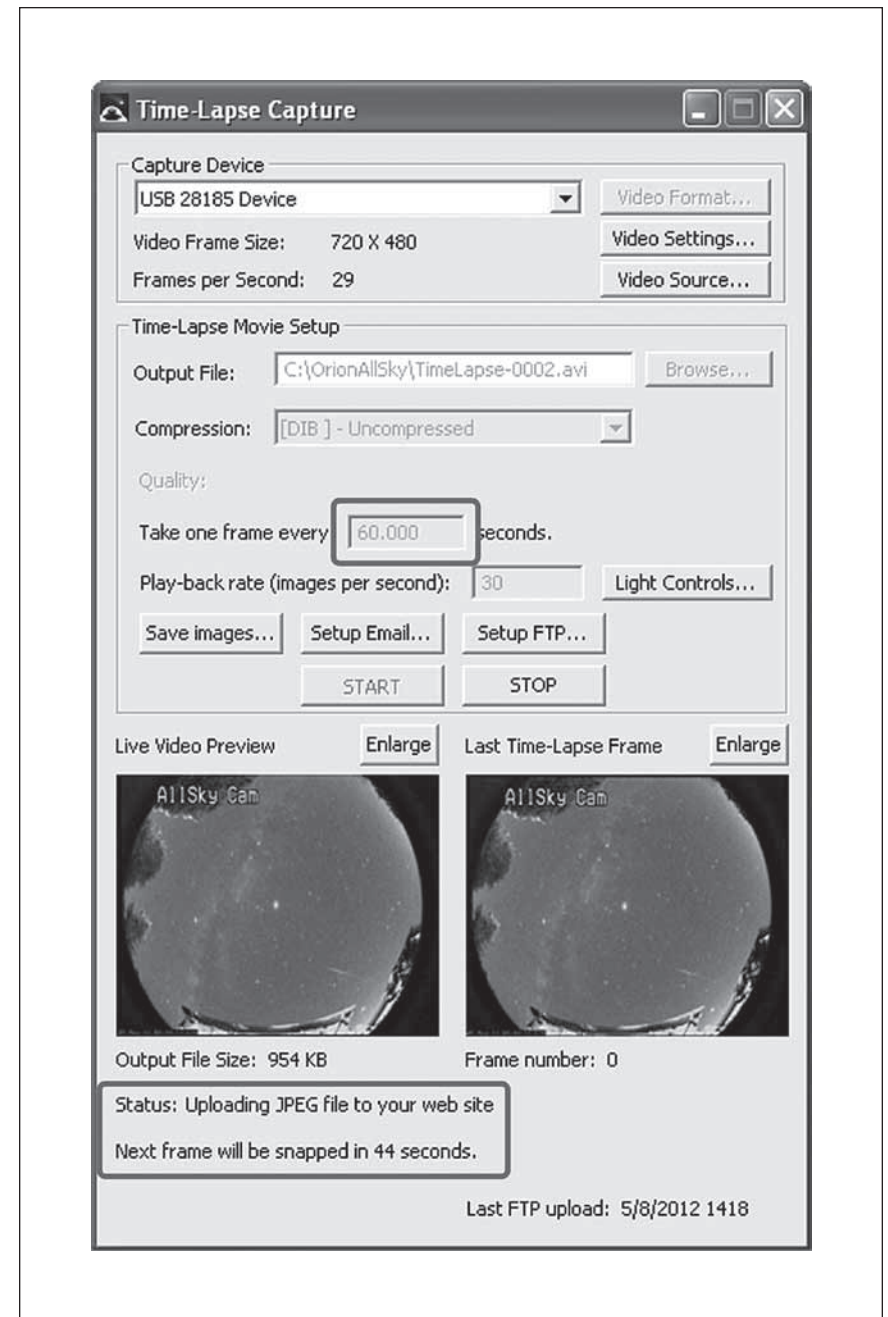 Time-Lapse Capture
Capture Device
USB 28185 Device
Video Format...
Video Frame Size: 720 X 480
Video Settings...
Frames per Second: 29
Video Source...
Time-Lapse Movie Setup
Output File: C:\OrionAllSky\TimeLapse-0002.avi Browse...
Compression: [DIB ] - Uncompressed
Quality:
Take one frame every 60.000 seconds.
Play-back rate (images per second): 30 Light Controls...
Save images... Setup Email... Setup FTP...
START STOP
Live Video Preview Enlarge Last Time-Lapse Frame Enlarge
AllSky Cam
AllSky Cam
Output File Size: 954 KB Frame number: 0
Status: Uploading JPEG file to your web site
Next frame will be snapped in 44 seconds.
Last FTP upload: 5/8/2012 1418